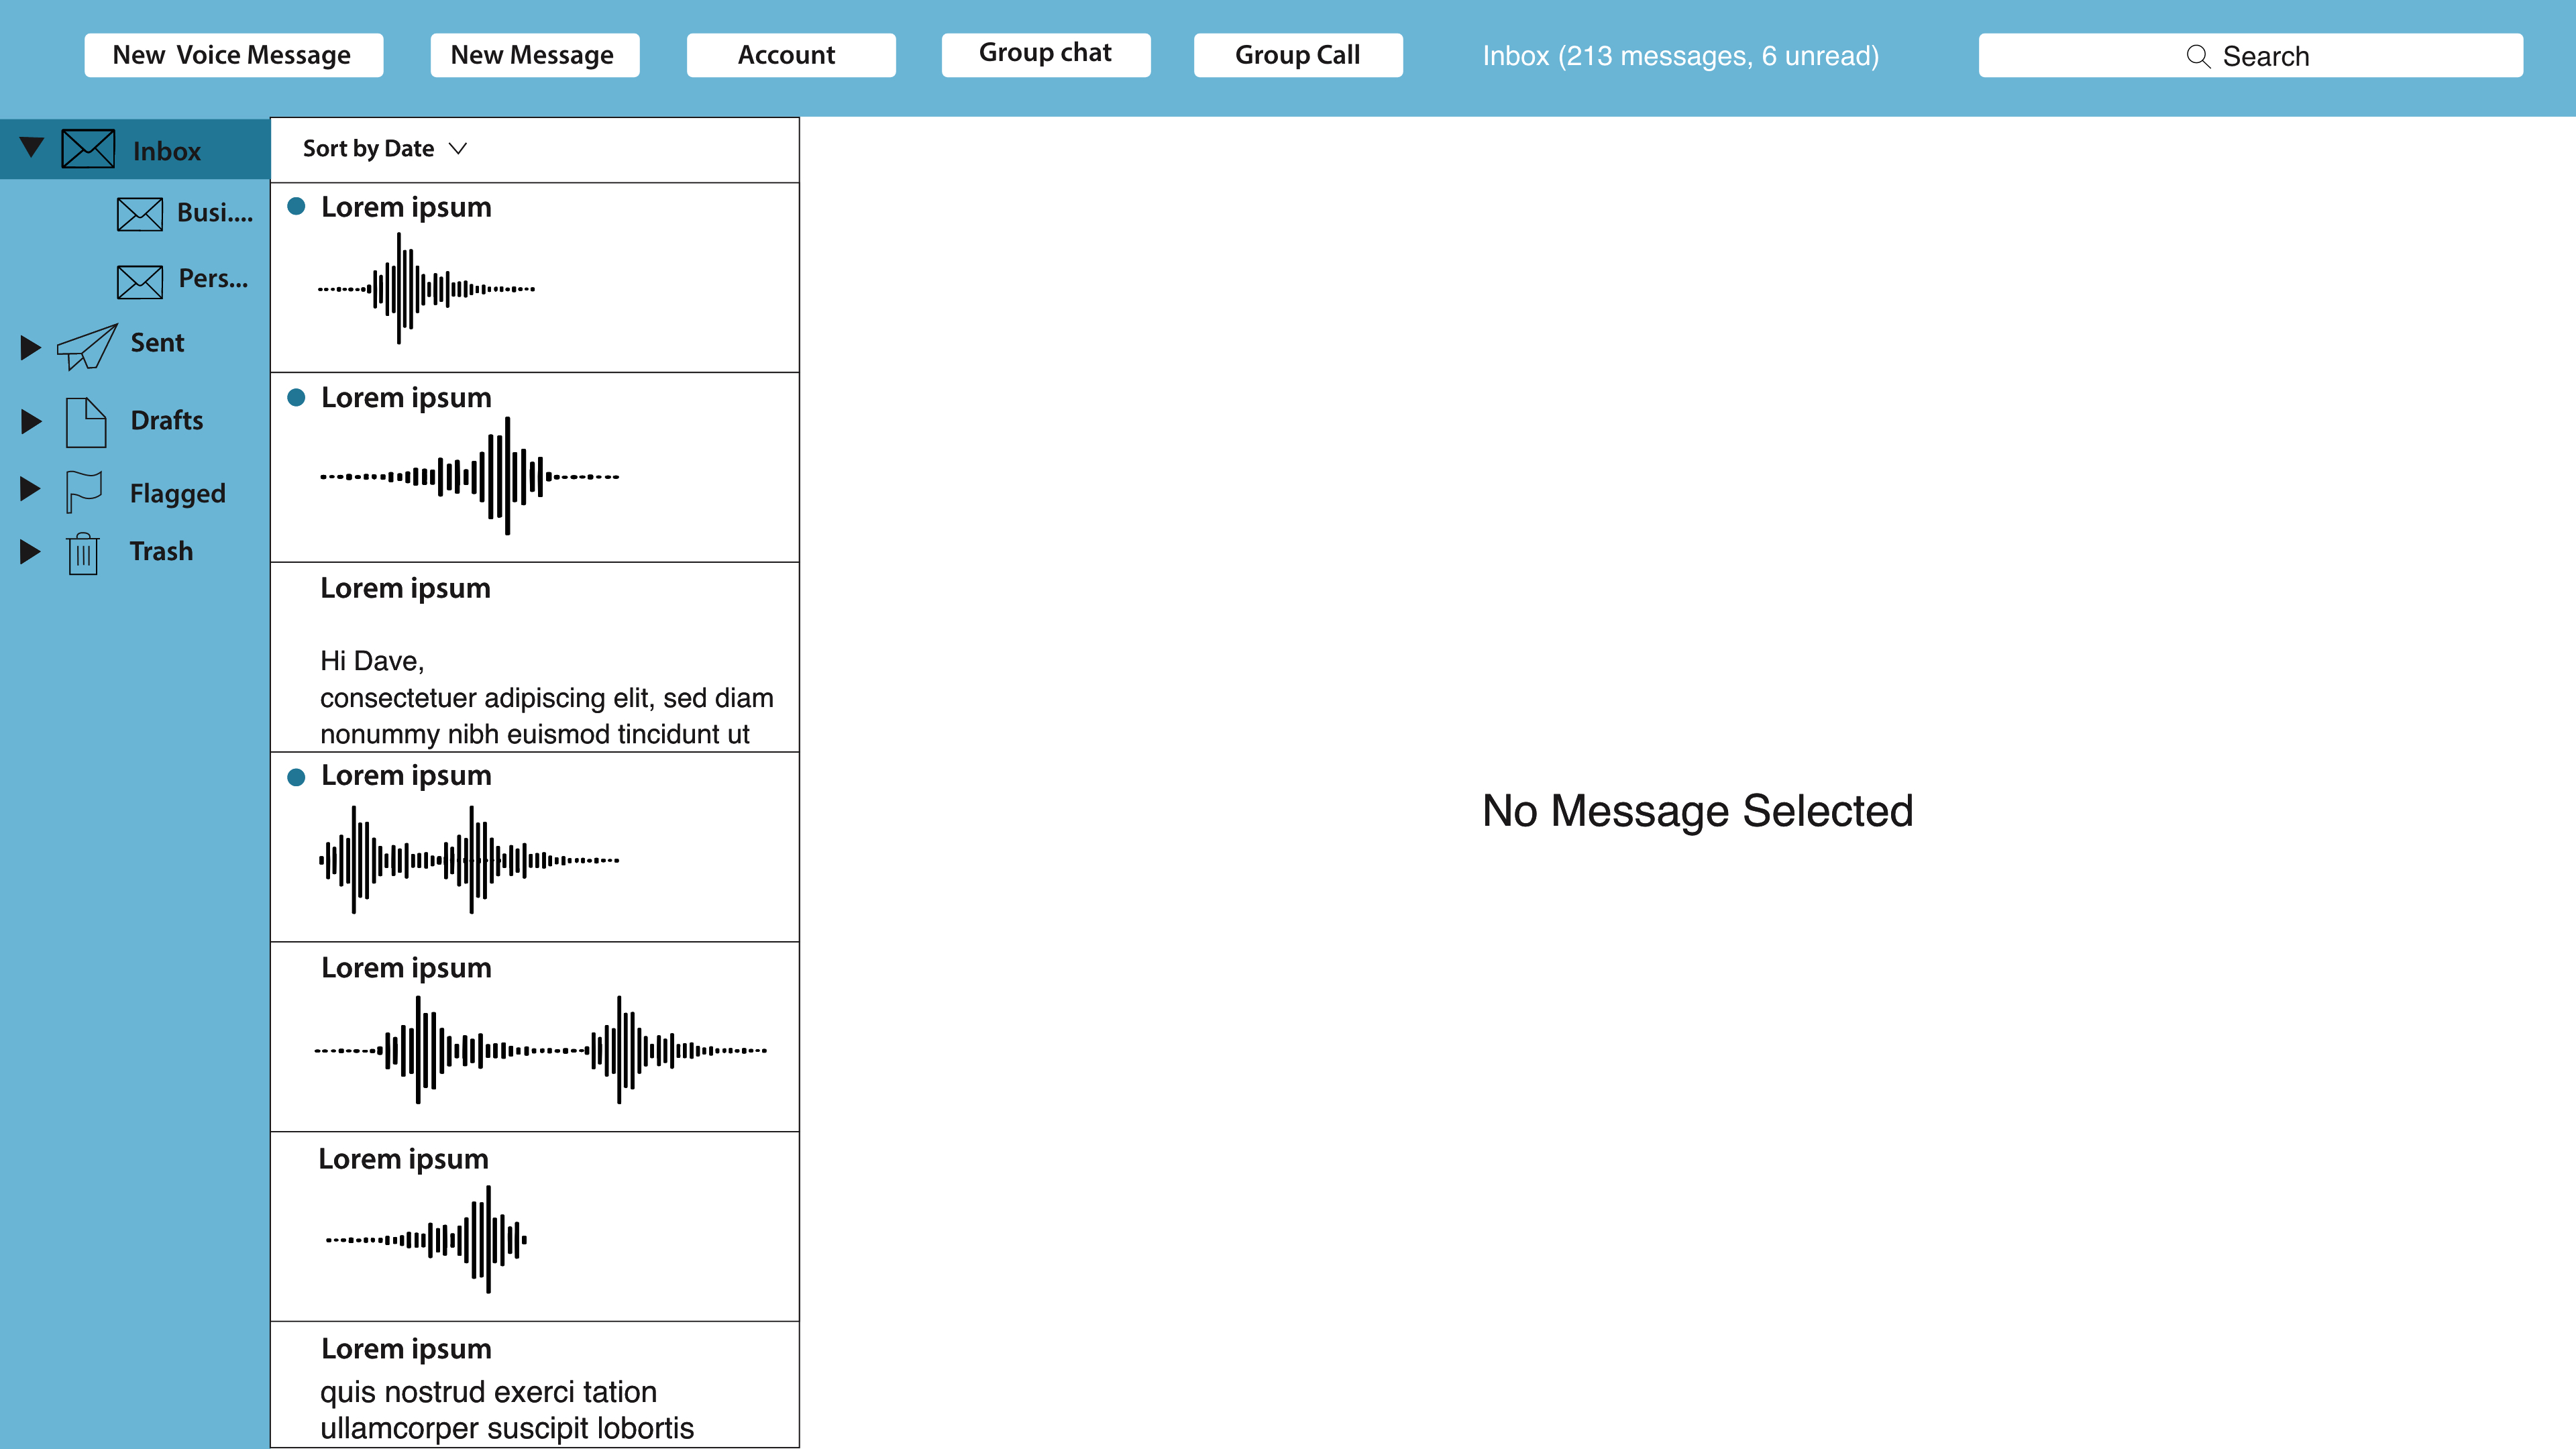 New Voice Message
New Message
Account
Group chat
Group Call
Inbox (213 messages, 6 unread)
Search
Inbox
Busi....
Pers...
Sent
Drafts
Flagged
Trash
Sort by Date
Lorem ipsum
Lorem ipsum
Lorem ipsum
Hi Dave,
consectetuer adipiscing elit, sed diam
nonummy nibh euismod tincidunt ut
Lorem ipsum
Lorem ipsum
Lorem ipsum
Lorem ipsum
quis nostrud exerci tation
ullamcorper suscipit lobortis
No Message Selected